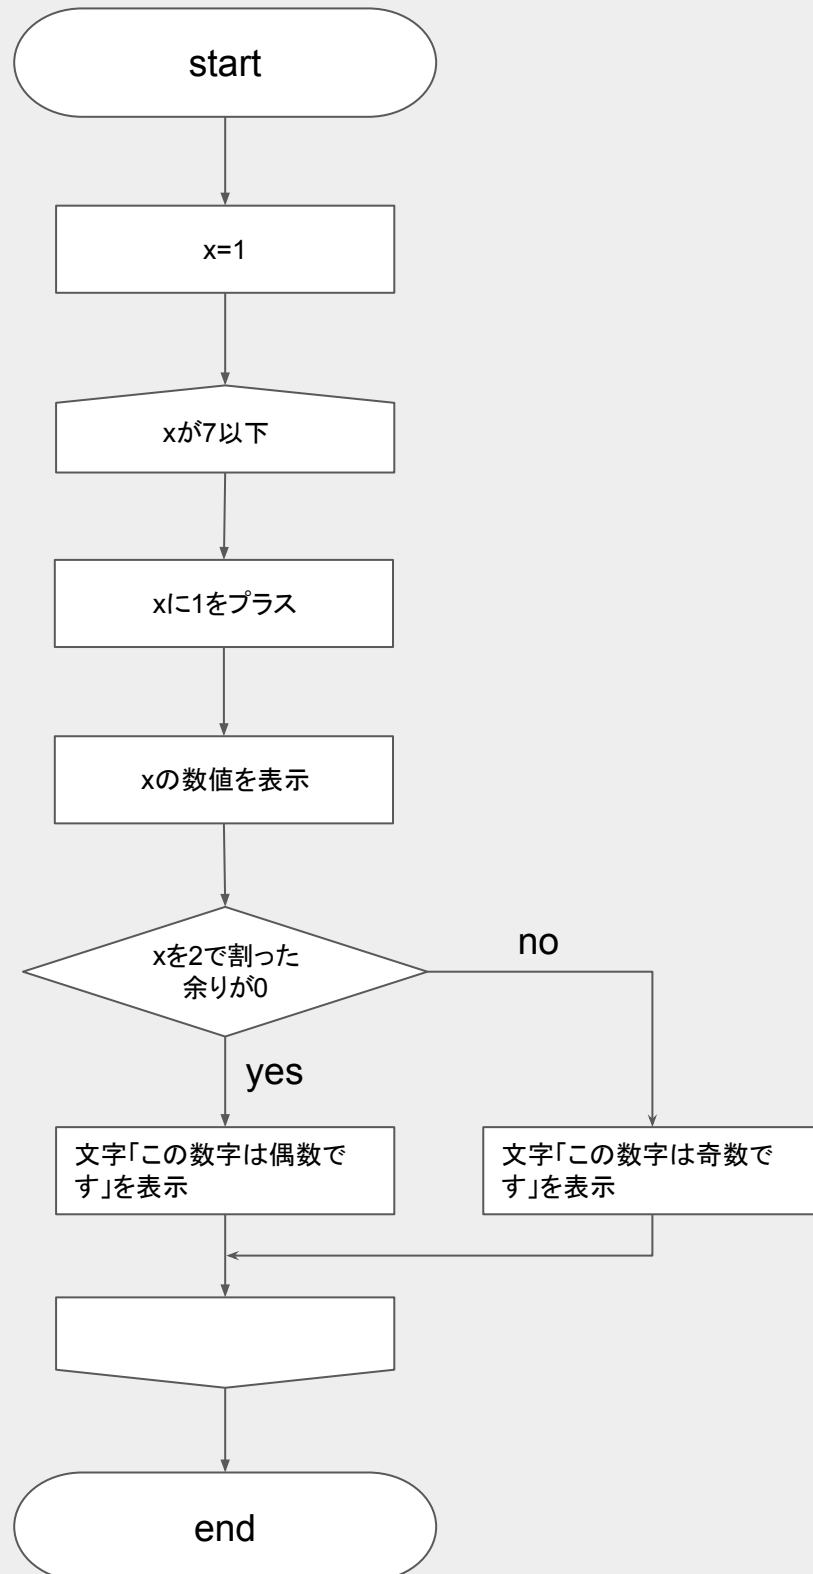 start
x=1
xが7以下
xに1をプラス
xの数値を表示
xを2で割った
余りが0
no
yes
文字「この数字は偶数で
す」を表示
文字「この数字は奇数で
す」を表示
end